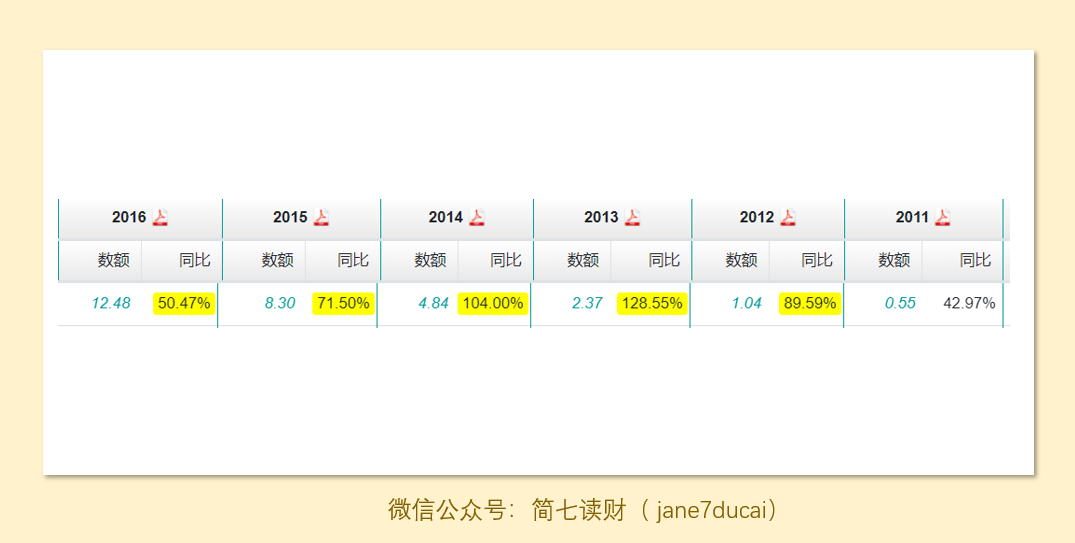 2016 2015 2014 2013 2012 2011
数额 同比 数额 同比 数额 同比 数额 同比 数额 同比 数额 同比
12.48 50.47% 8.30 71.50% 4.84 104.00% 2.37 128.55% 1.04 89.59% 0.55 42.97%
微信公众号：简七读财（jane7ducai）